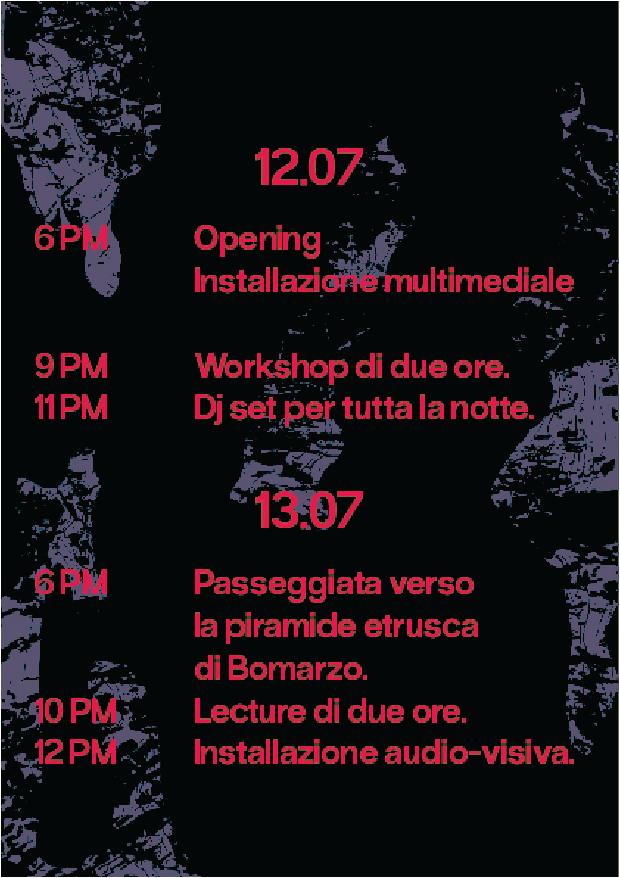 12.07
6 PM Opening
Installazione multimediale
9 PM Workshop di due ore.
11 PM Dj set per tutta la notte.
13.07
6 PM Passeggiata verso
la piramide etrusca
di Bomarzo.
10 PM Lecture di due ore.
12 PM Installazione audio-visiva.